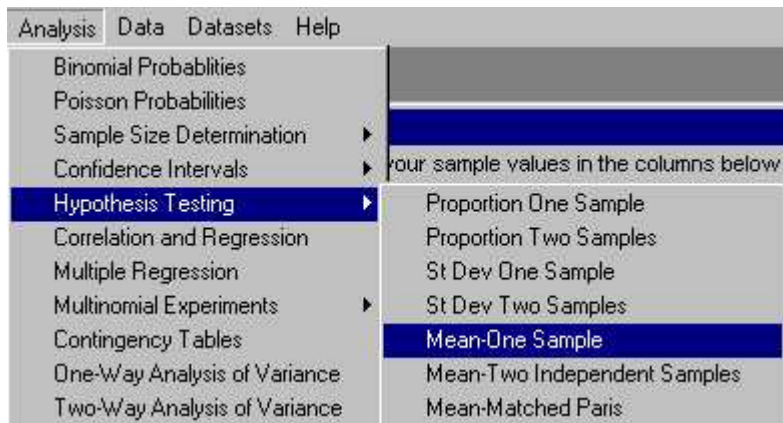 Analysis Data Datasets Help
Binomial Probablities
Poisson Probabilities
Sample Size Determination
Confidence Intervals
your sample values in the columns below
Hypothesis Testing
Correlation and Regression
Multiple Regression
Multinomial Experiments
Contingency Tables
One-Way Analysis of Variance
Two-Way Analysis of Variance
Proportion One Sample
Proportion Two Samples
St Dev One Sample
St Dev Two Samples
Mean-One Sample
Mean-Two Independent Samples
Mean-Matched Paris